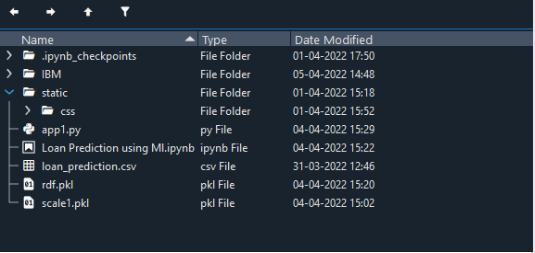 Name Type Date Modified
.ipynb_checkpoints File Folder 01-04-2022 17:50
IBM File Folder 05-04-2022 14:48
static File Folder 01-04-2022 15:18
css File Folder 01-04-2022 15:52
app1.py py File 04-04-2022 15:29
Loan Prediction using Ml.ipynb ipynb File 04-04-2022 15:22
loan_prediction.csv csv File 31-03-2022 12:46
rdf.pkl pkl File 04-04-2022 15:20
scale1.pkl pkl File 04-04-2022 15:02